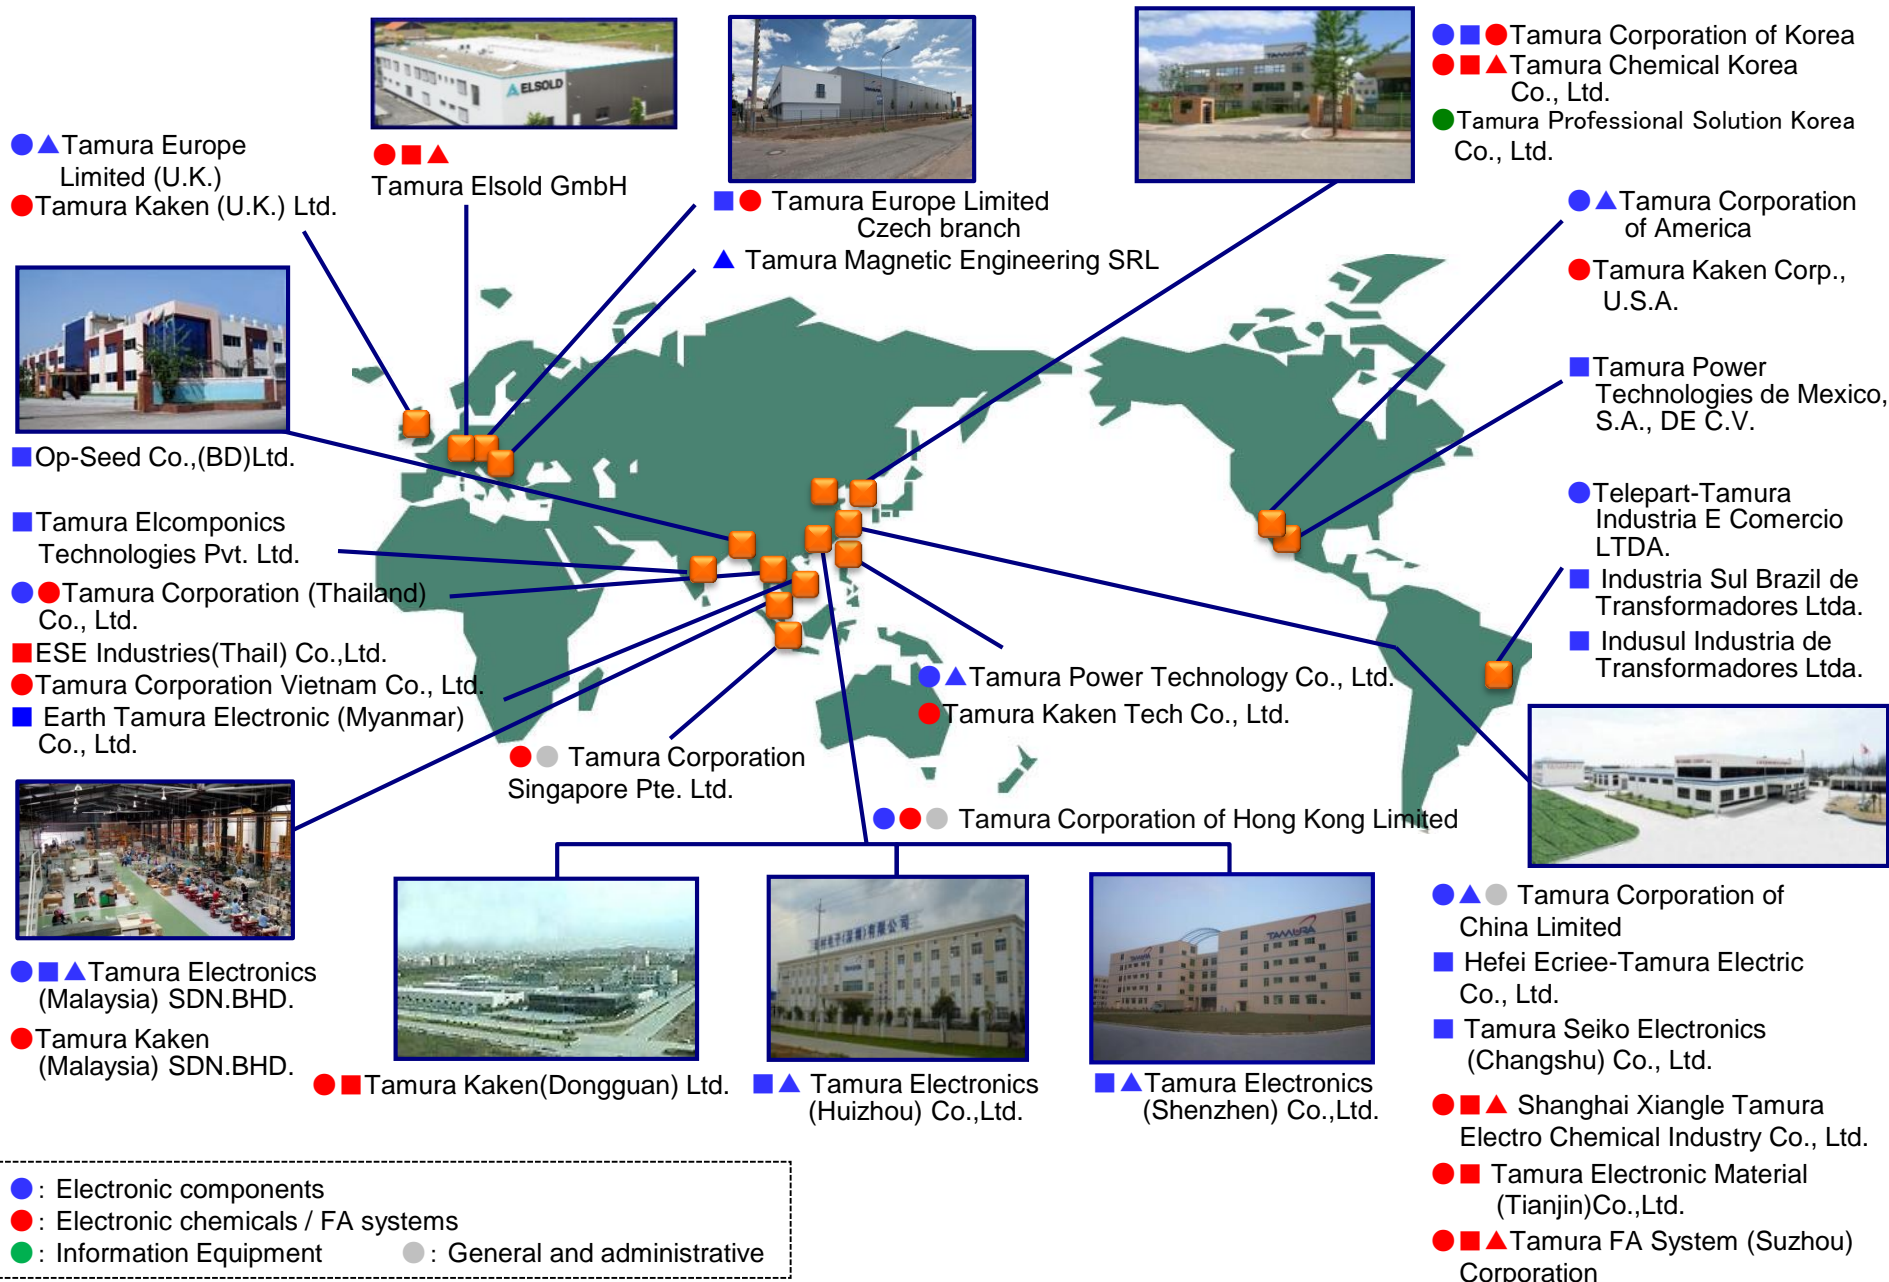 Tamura Europe
Limited (U.K.)
Tamura Kaken (U.K.) Ltd.
ELSOLD
Tamura Elsold GmbH
Tamura Europe Limited
Czech branch
Tamura Magnetic Engineering SRL
Tamura Corporation of Korea
Tamura Chemical Korea
Co., Ltd.
Tamura Professional Solution Korea
Co., Ltd.
Tamura Corporation
of America
Tamura Kaken Corp.,
U.S.A.
Tamura Power
Technologies de Mexico,
S.A., DE C.V.
Telepart-Tamura
Industria E Comercio
LTDA.
Industria Sul Brazil de
Transformadores Ltda.
Indusul Industria de
Transformadores Ltda.
Op-Seed Co.,(BD)Ltd.
Tamura Elcomponics
Technologies Pvt. Ltd.
Tamura Corporation (Thailand)
Co., Ltd.
ESE Industries(Thail) Co.,Ltd.
Tamura Corporation Vietnam Co., Ltd.
Earth Tamura Electronic (Myanmar)
Co., Ltd.
Tamura Power Technology Co., Ltd.
Tamura Kaken Tech Co., Ltd.
Tamura Corporation
Singapore Pte. Ltd.
Tamura Corporation of Hong Kong Limited
Tamura Electronics
(Malaysia) SDN.BHD.
Tamura Kaken
(Malaysia) SDN.BHD.
Tamura Kaken(Dongguan) Ltd.
Tamura Electronics
(Huizhou) Co.,Ltd.
TAMURA
Tamura Electronics
(Shenzhen) Co.,Ltd.
Tamura Corporation of
China Limited
Hefei Ecriee-Tamura Electric
Co., Ltd.
Tamura Seiko Electronics
(Changshu) Co., Ltd.
Shanghai Xiangle Tamura
Electro Chemical Industry Co., Ltd.
Tamura Electronic Material
(Tianjin)Co.,Ltd.
Tamura FA System (Suzhou)
Corporation
: Electronic components
: Electronic chemicals / FA systems
: Information Equipment : General and administrative